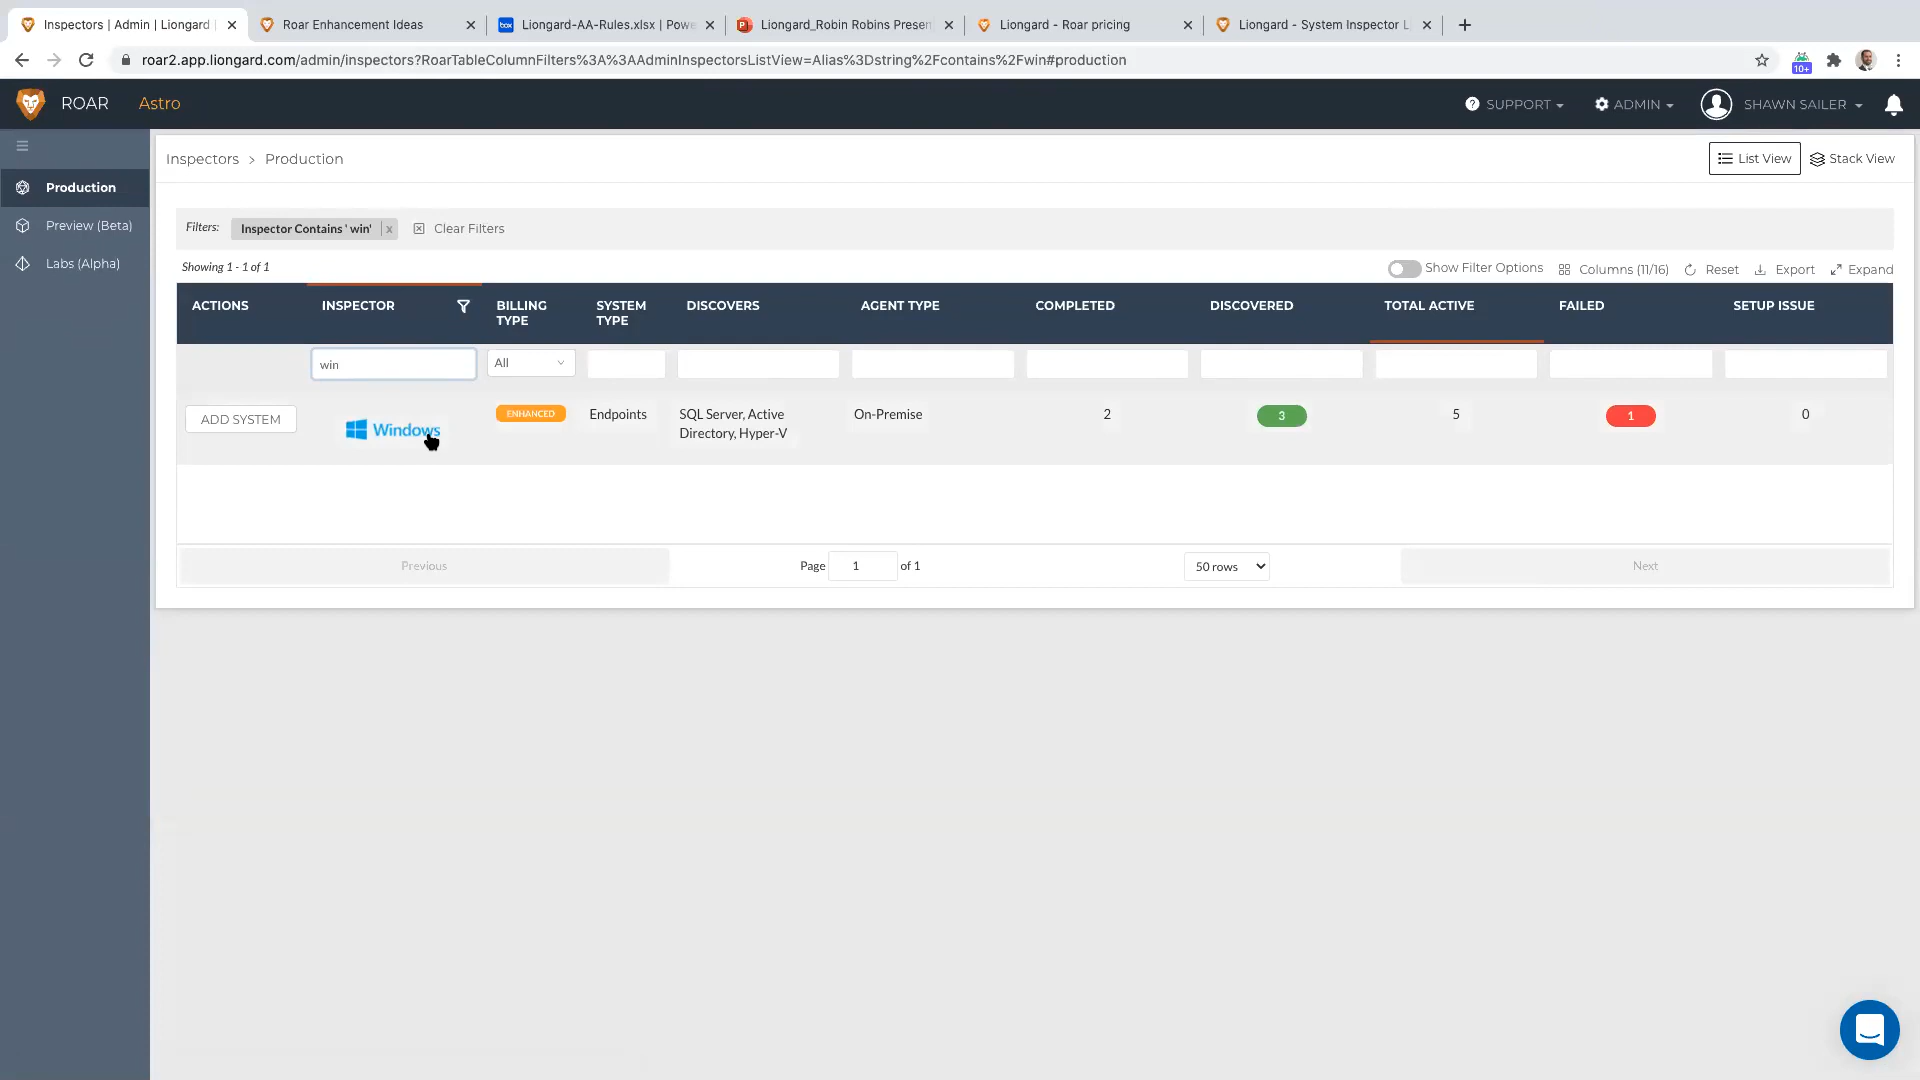 Inspectors | Admin | Liongard |
Roar Enhancement Ideas
box
Liongard-AA-Rules.xlsx | Powe
Liongard_Robin Robins Presen
Liongard - Roar pricing
Liongard - System Inspector L
roar2.app.liongard.com/admin/inspectors?RoarTableColumnFilters%3A%3AAdminInspectorsListView=Alias%3Dstring%2Fcontains%2Fwin#production
10+
ROAR
Astro
SUPPORT
ADMIN
SHAWN SAILER
Production
Preview (Beta)
Labs (Alpha)
Inspectors > Production
List View
Stack View
Filters:
Inspector Contains ' win'
x
Clear Filters
Showing 1 - 1 of 1
Show Filter Options
Columns (11/16)
Reset
Export
Expand
ACTIONS
INSPECTOR
BILLING
TYPE
SYSTEM
TYPE
DISCOVERS
AGENT TYPE
COMPLETED
DISCOVERED
TOTAL ACTIVE
FAILED
SETUP ISSUE
win
All
ADD SYSTEM
Windows
ENHANCED
Endpoints
SQL Server, Active
Directory, Hyper-V
On-Premise
2
3
5
1
0
Previous
Page
1
of 1
50 rows
Next